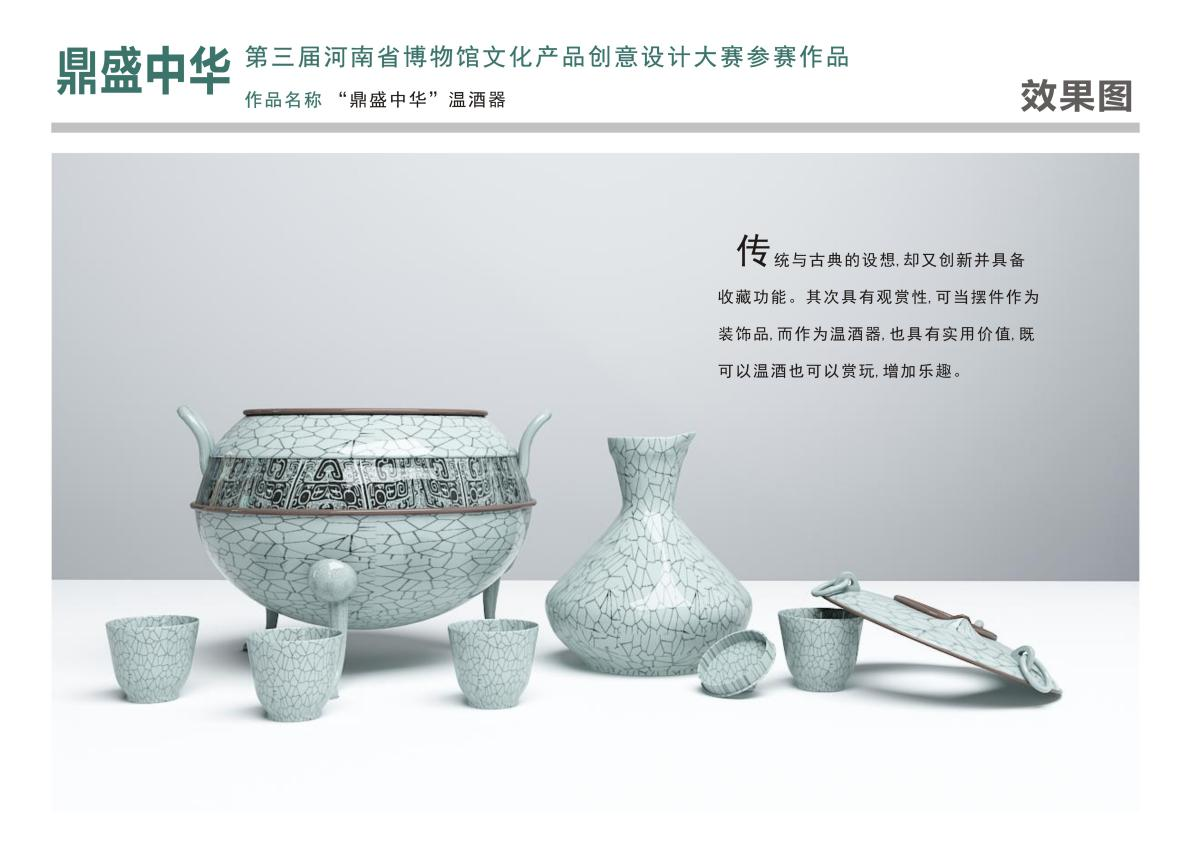 鼎盛中华
第三届河南省博物馆文化产品创意设计大赛参赛作品
作品名称 “鼎盛中华”温酒器
效果图
传统与古典的设想,却又创新并具备
收藏功能。其次具有观赏性,可当摆件作为
装饰品,而作为温酒器,也具有实用价值,既
可以温酒也可以赏玩,增加乐趣。